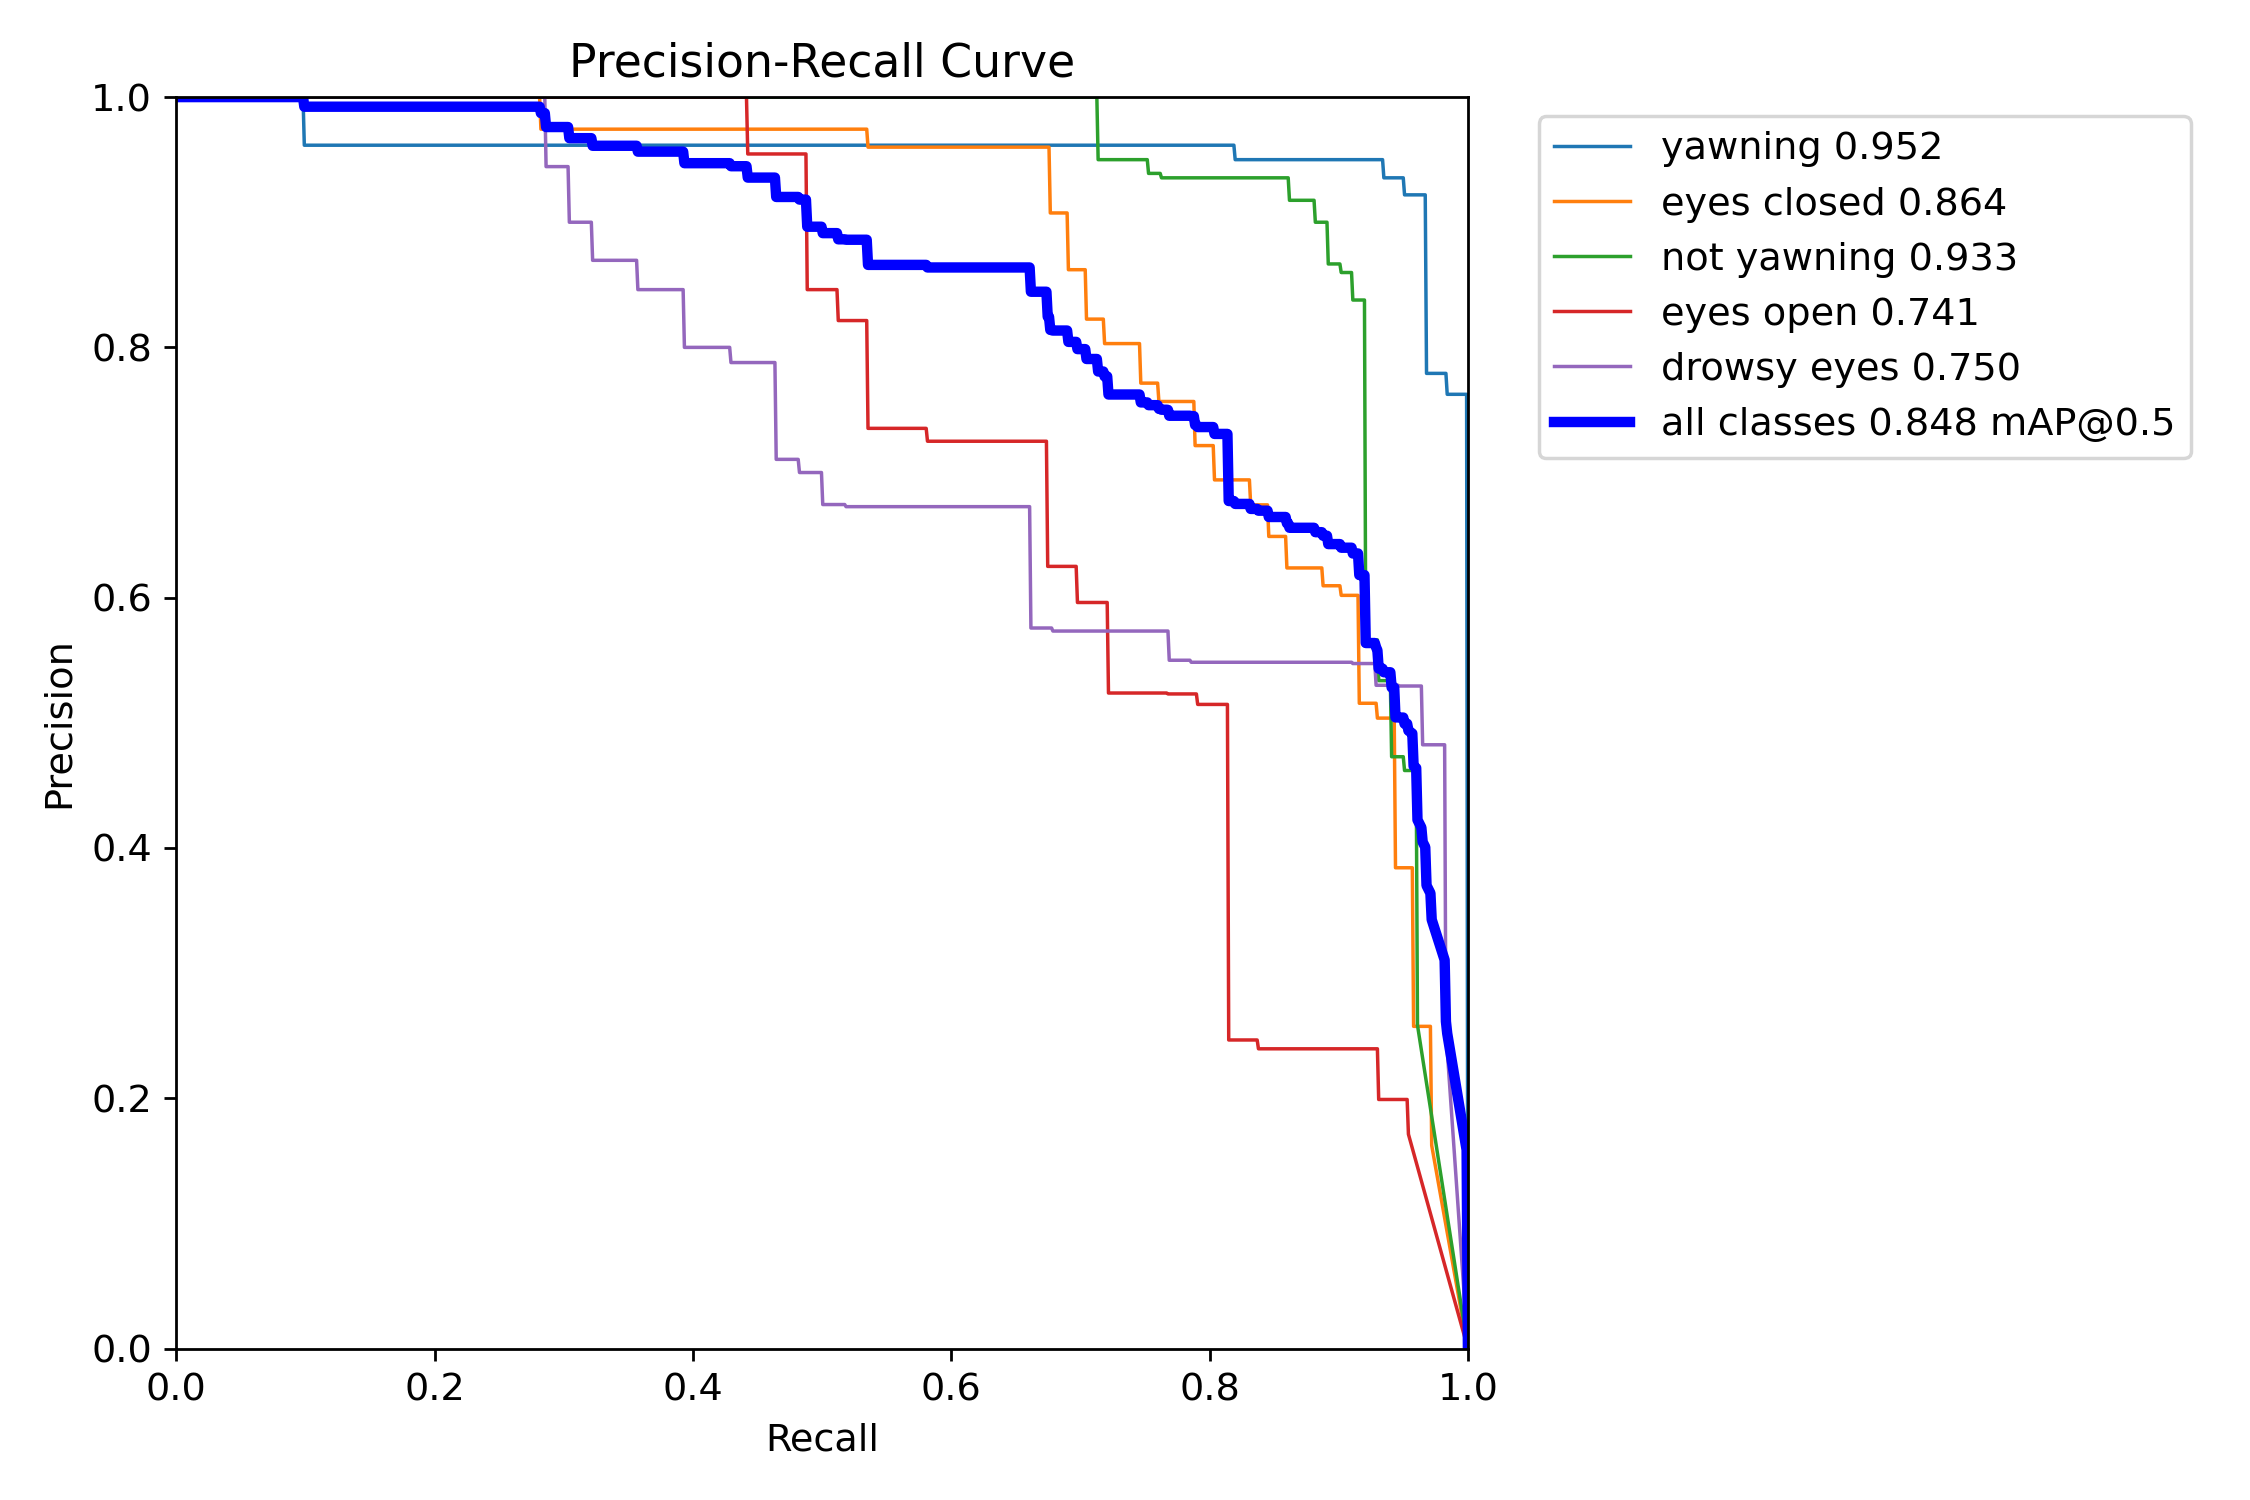 Precision-Recall Curve
1.0
0.8
0.6
0.4
0.2
0.0
Precision
0.0 0.2 0.4 0.6 0.8 1.0
Recall
yawning 0.952
eyes closed 0.864
not yawning 0.933
eyes open 0.741
drowsy eyes 0.750
all classes 0.848 mAP@0.5